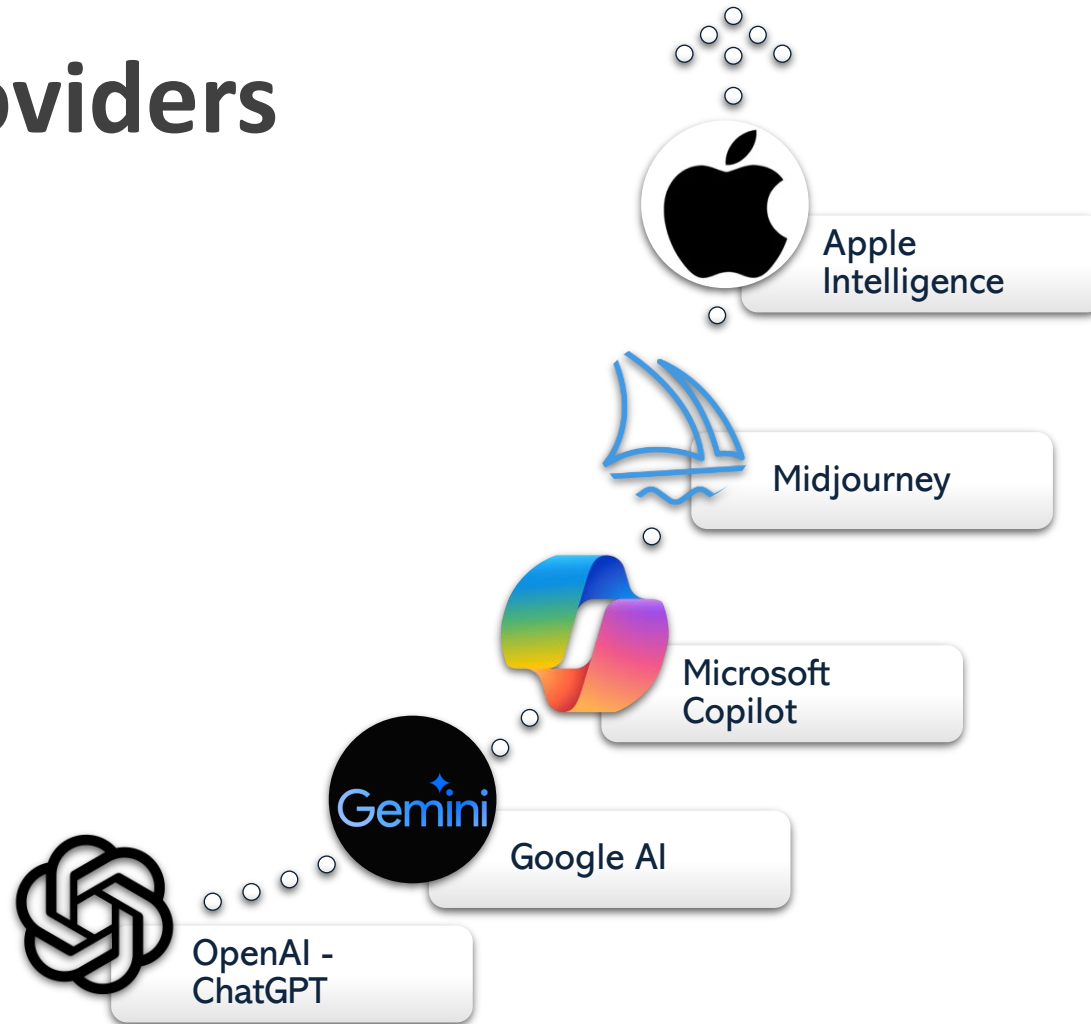 oviders
Apple
Intelligence
Midjourney
Microsoft
Copilot
Gemini
Google AI
OpenAI -
ChatGPT